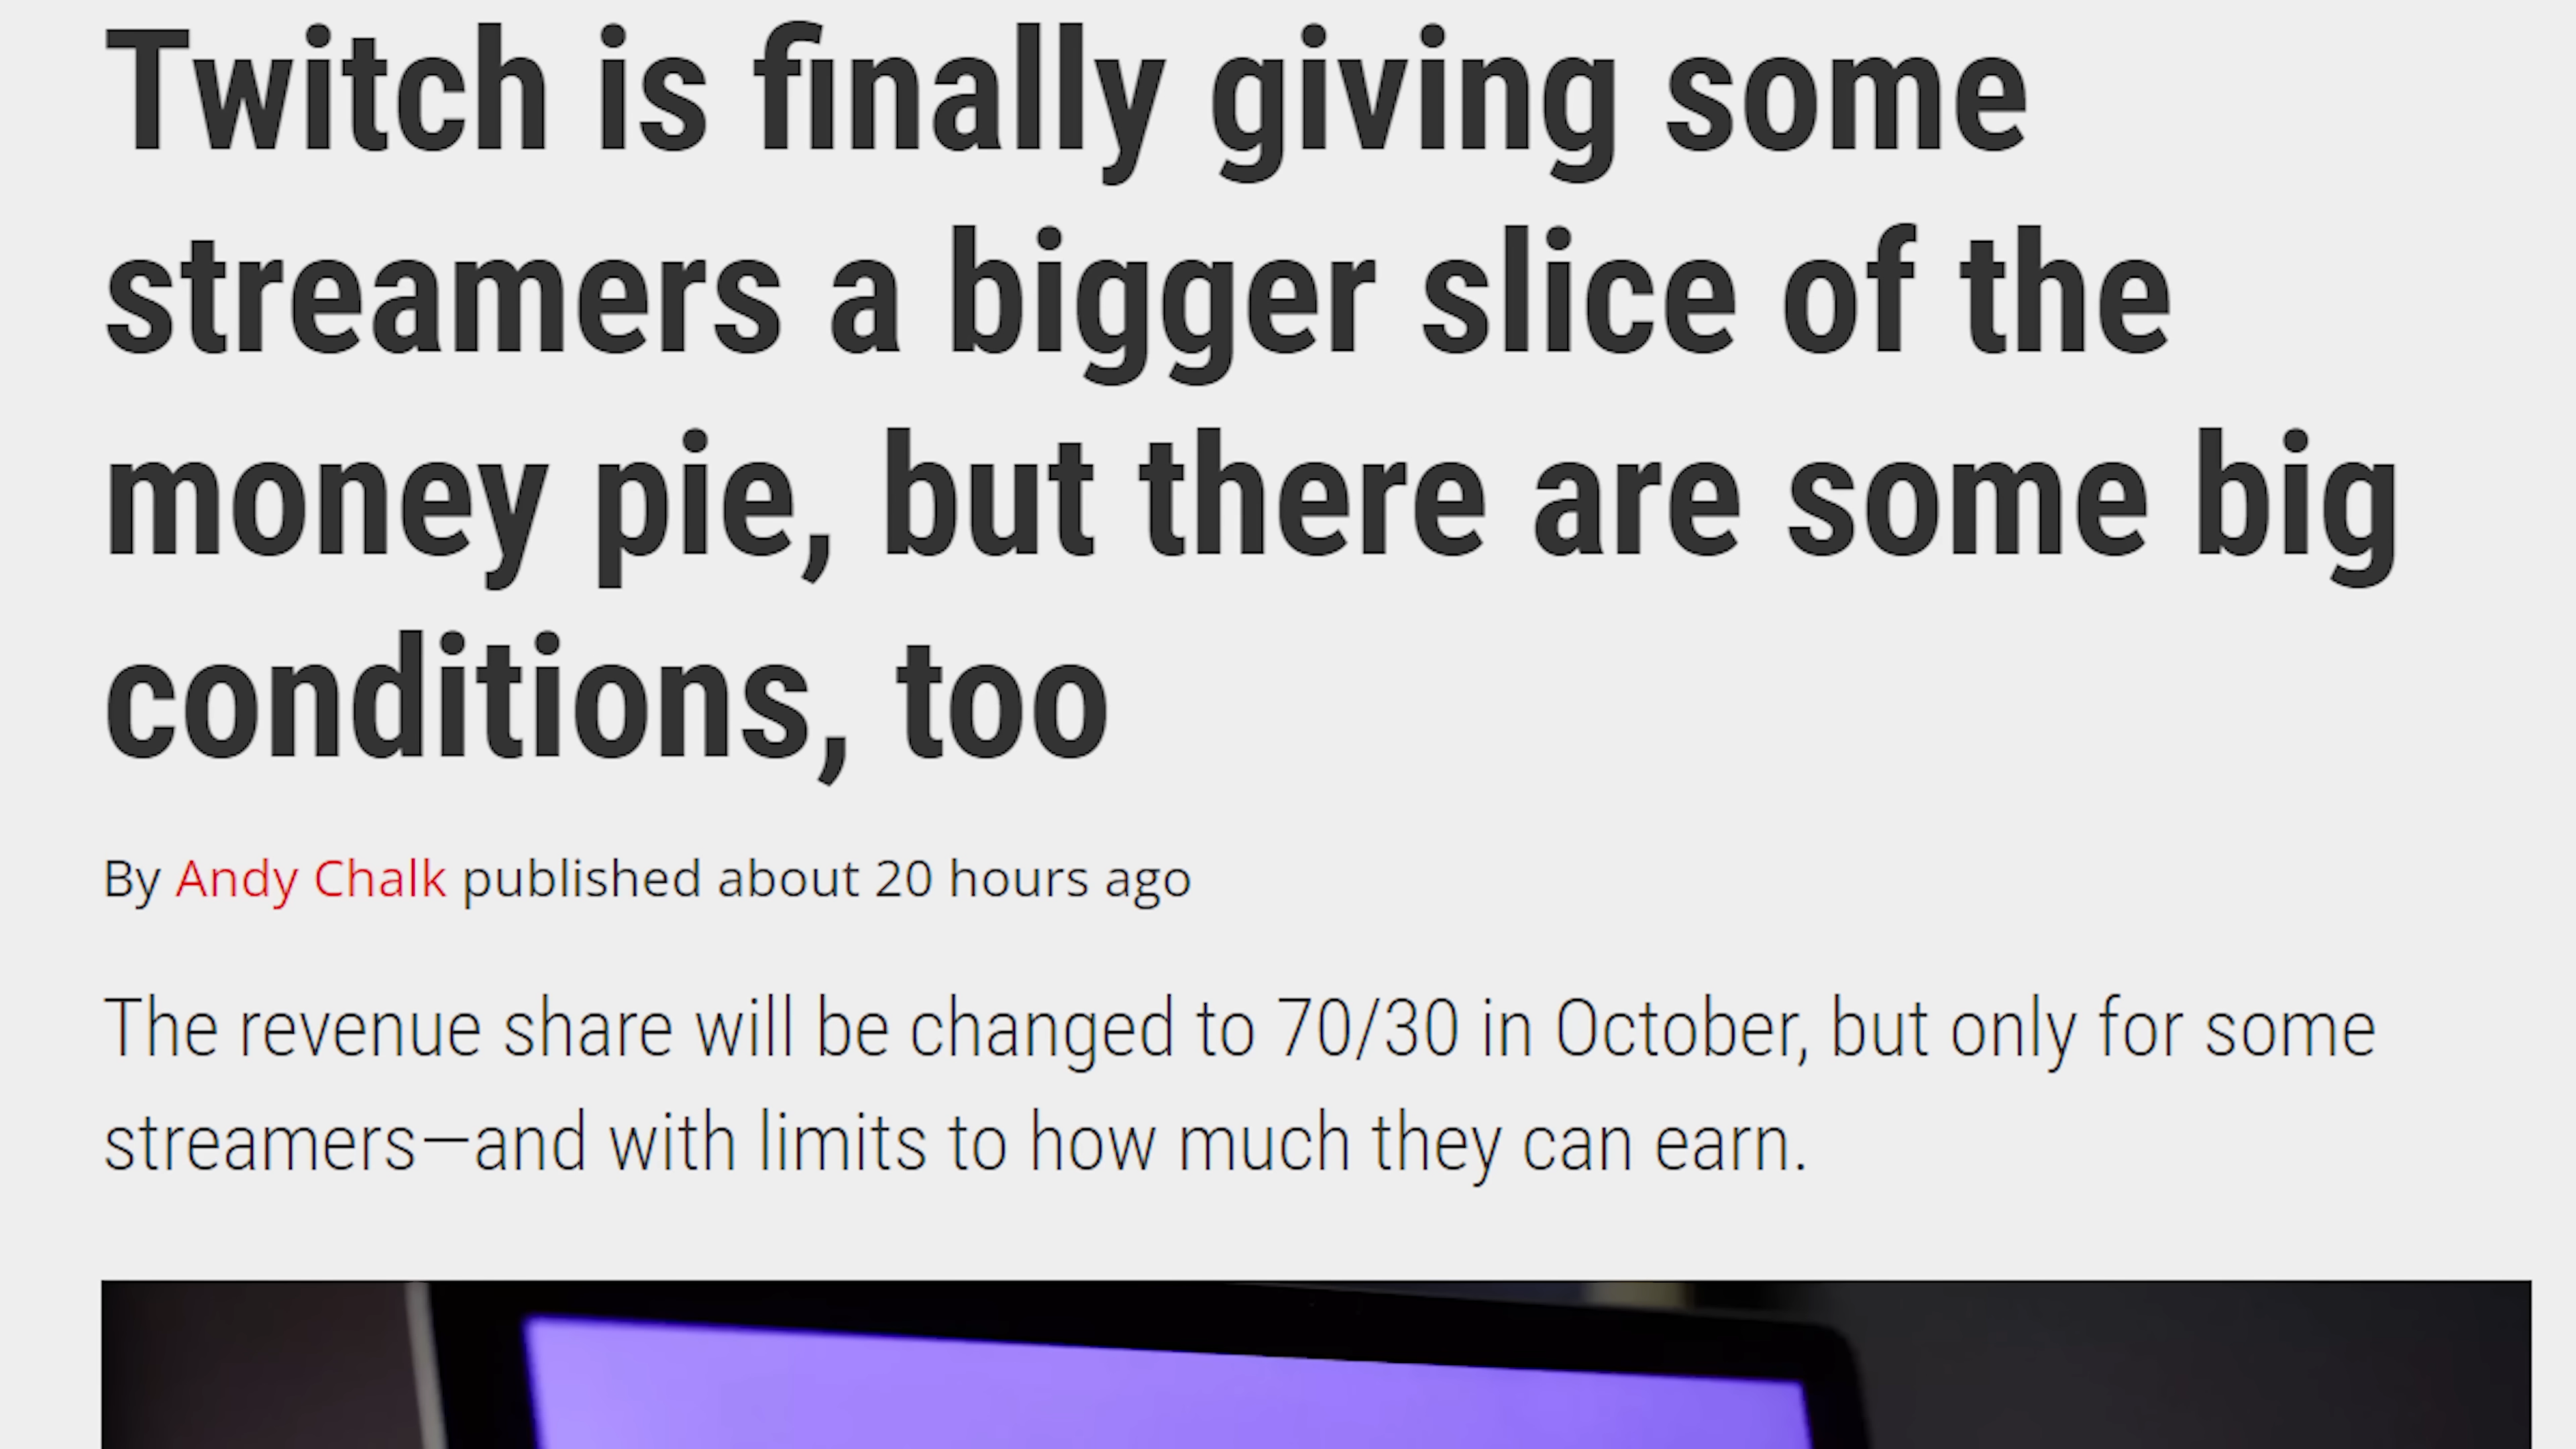 Twitch is finally giving some
streamers a bigger slice of the
money pie, but there are some big
conditions, too
By Andy Chalk published about 20 hours ago
The revenue share will be changed to 70/30 in October, but only for some
streamers—and with limits to how much they can earn.